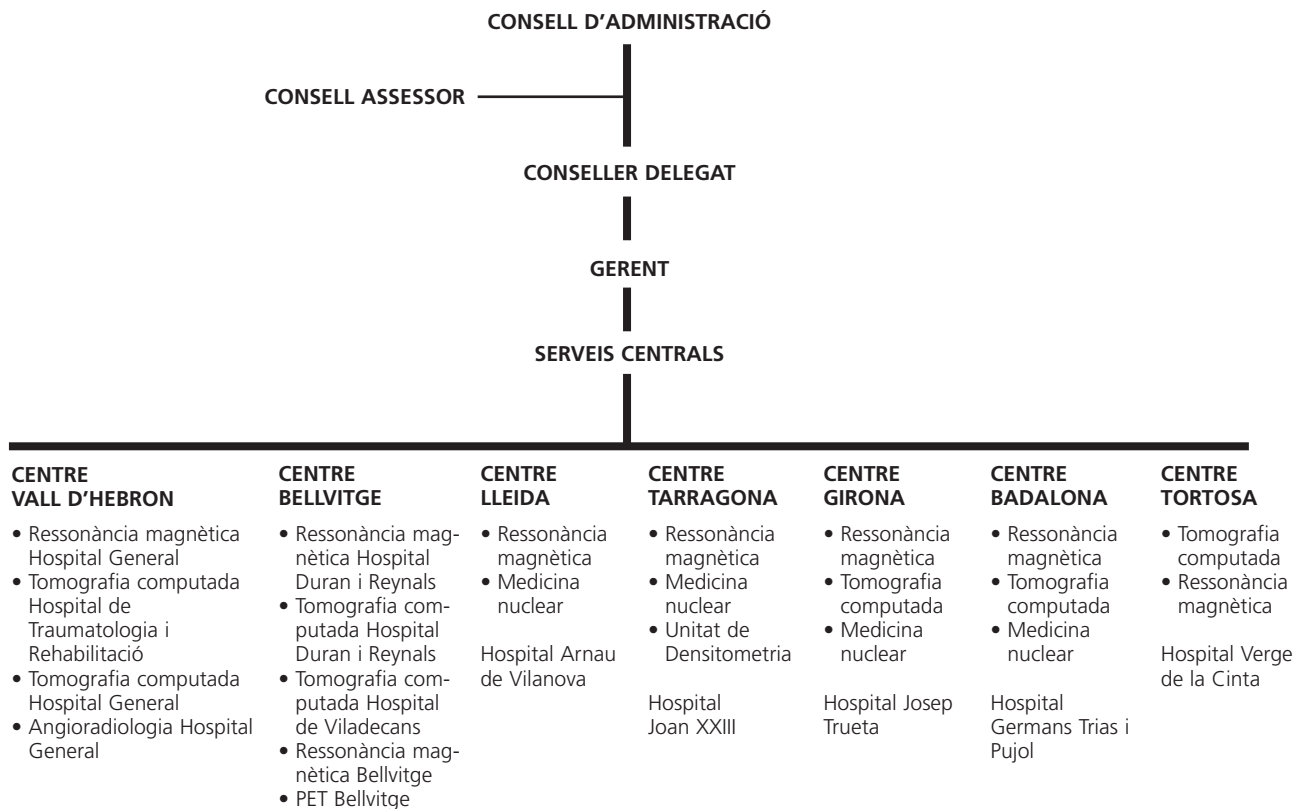 CONSELL D'ADMINISTRACIÓ
CONSELL ASSESSOR
CONSELLER DELEGAT
GERENT
SERVEIS CENTRALS
CENTRE
VALL D'HEBRON
• Ressonància magnètica
Hospital General
• Tomografia computada
Hospital de
Traumatologia i
Rehabilitació
• Tomografia computada
Hospital General
• Angioradiologia Hospital
General
CENTRE
BELLVITGE
• Ressonància mag-
nètica Hospital
Duran i Reynals
• Tomografia com-
putada Hospital
Duran i Reynals
• Tomografia com-
putada Hospital
de Viladecans
• Ressonància mag-
nètica Bellvitge
• PET Bellvitge
CENTRE
LLEIDA
• Ressonància
magnètica
• Medicina
nuclear
Hospital Arnau
de Vilanova
CENTRE
TARRAGONA
• Ressonància
magnètica
• Medicina
nuclear
• Unitat de
Densitometria
Hospital
Joan XXIII
CENTRE
GIRONA
• Ressonància
magnètica
• Tomografia
computada
• Medicina
nuclear
Hospital Josep
Trueta
CENTRE
BADALONA
• Ressonància
magnètica
• Tomografia
computada
• Medicina
nuclear
Hospital
Germans Trias i
Pujol
CENTRE
TORTOSA
• Tomografia
computada
• Ressonància
magnètica
Hospital Verge
de la Cinta